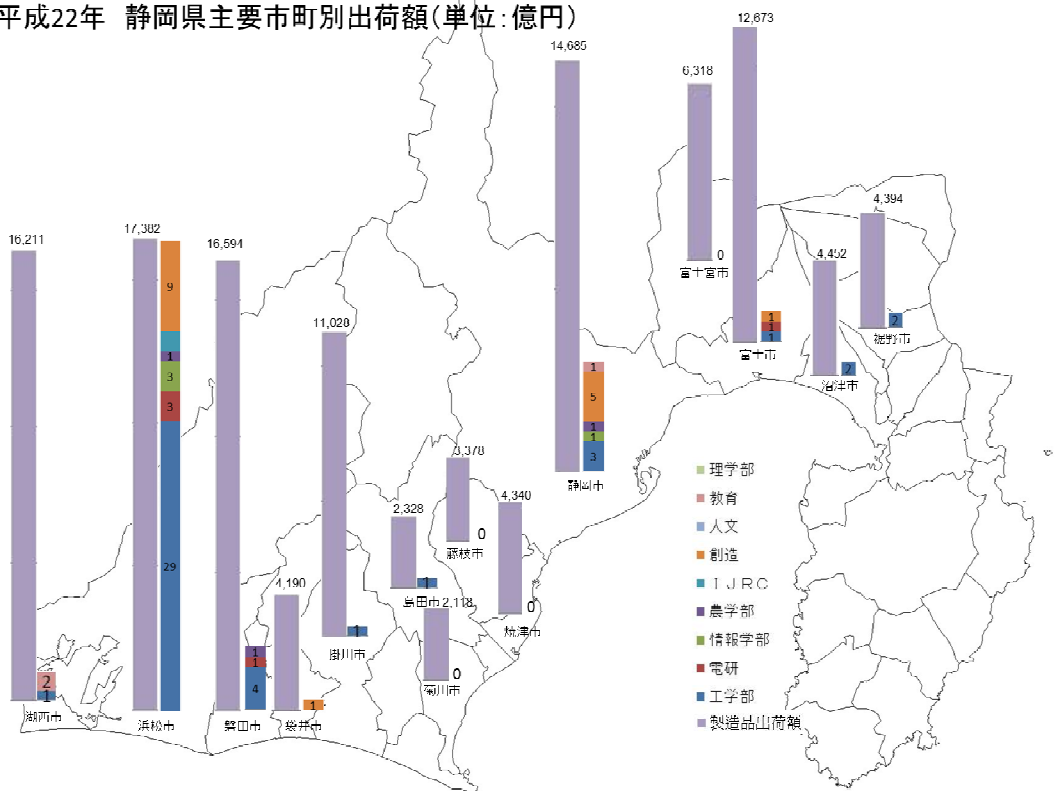 平成22年 静岡県主要市町別出荷額(単位:億円)
12,673
14,685
6,318
4,394
17,382
16,594
16,211
4,452
0
富士宮市
9
11,028
1
1
1
富士市
2
裾野市
2
沼津市
1
3
3
1
5
1
1
3
静岡市
3,378
0
藤枝市
4,340
0
焼津市
2,328
1
島田市
2,118
0
菊川市
29
4,190
1
掛川市
1
1
4
磐田市
1
袋井市
2
1
湖西市
浜松市
理学部
教育
人文
創造
IJRC
農学部
情報学部
電研
工学部
製造品出荷額